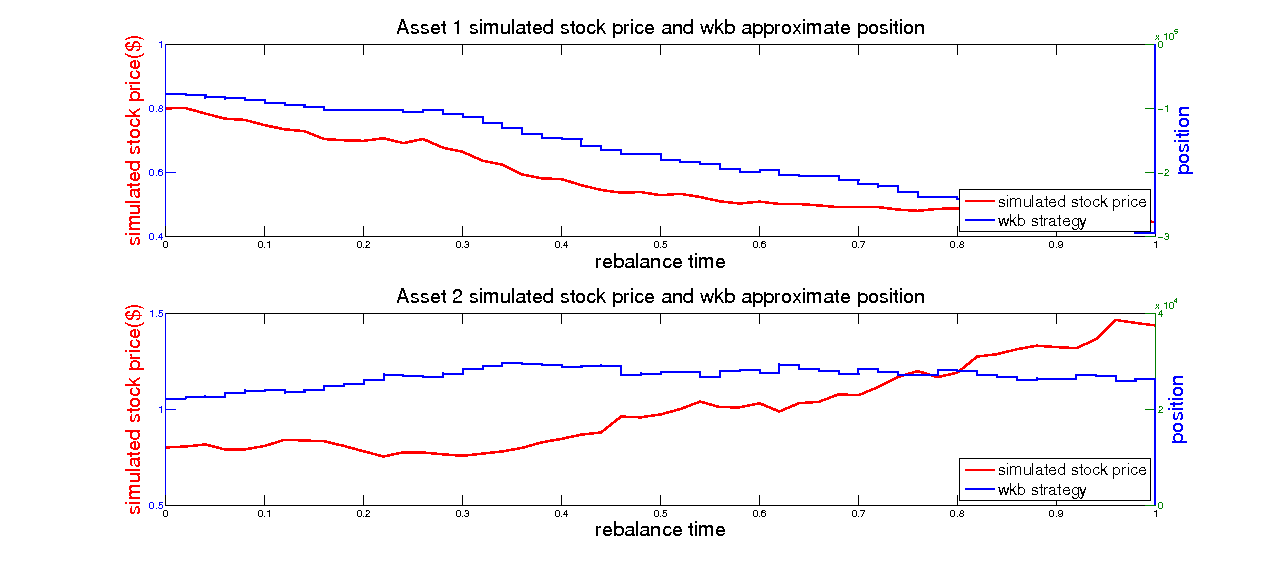 Asset 1 simulated stock price and wkb approximate position
simulated stock price($)
1
0.8
0.6
0.4
x 10^5
0
-1
-2
-3
position
simulated stock price
wkb strategy
0 0.1 0.2 0.3 0.4 0.5 0.6 0.7 0.8 0.9 1
rebalance time
Asset 2 simulated stock price and wkb approximate position
simulated stock price($)
1.5
1
0.5
x 10^4
4
2
0
position
simulated stock price
wkb strategy
0 0.1 0.2 0.3 0.4 0.5 0.6 0.7 0.8 0.9 1
rebalance time